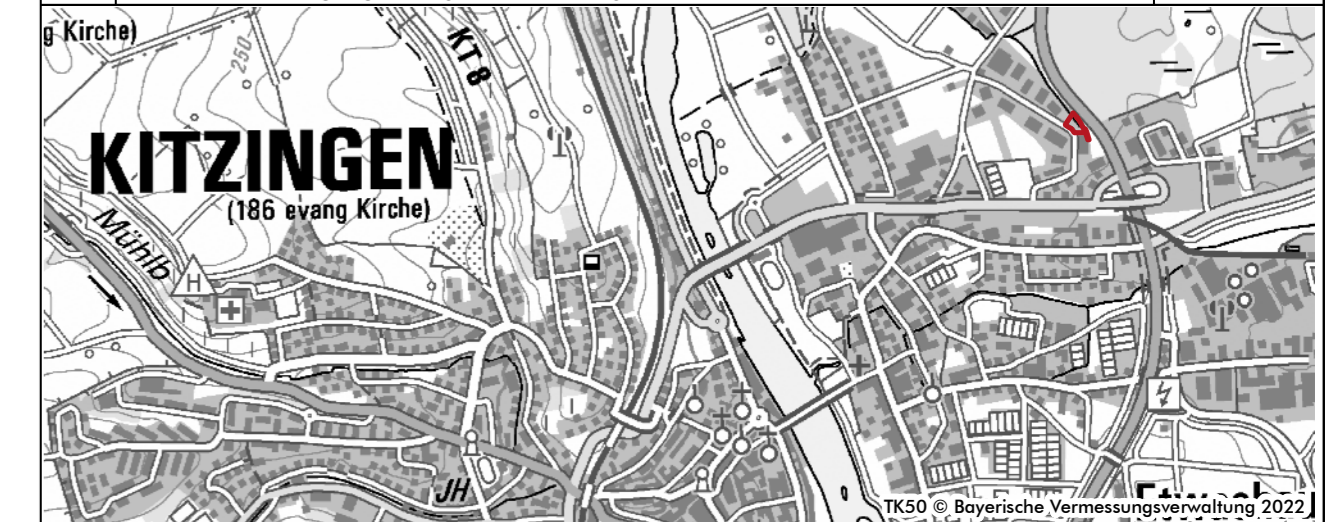 g Kirche)
250
KT 8
KITZINGEN
(186 evang Kirche)
Mühlb
H
JH
TK50 © Bayerische Vermessungsverwaltung 2022